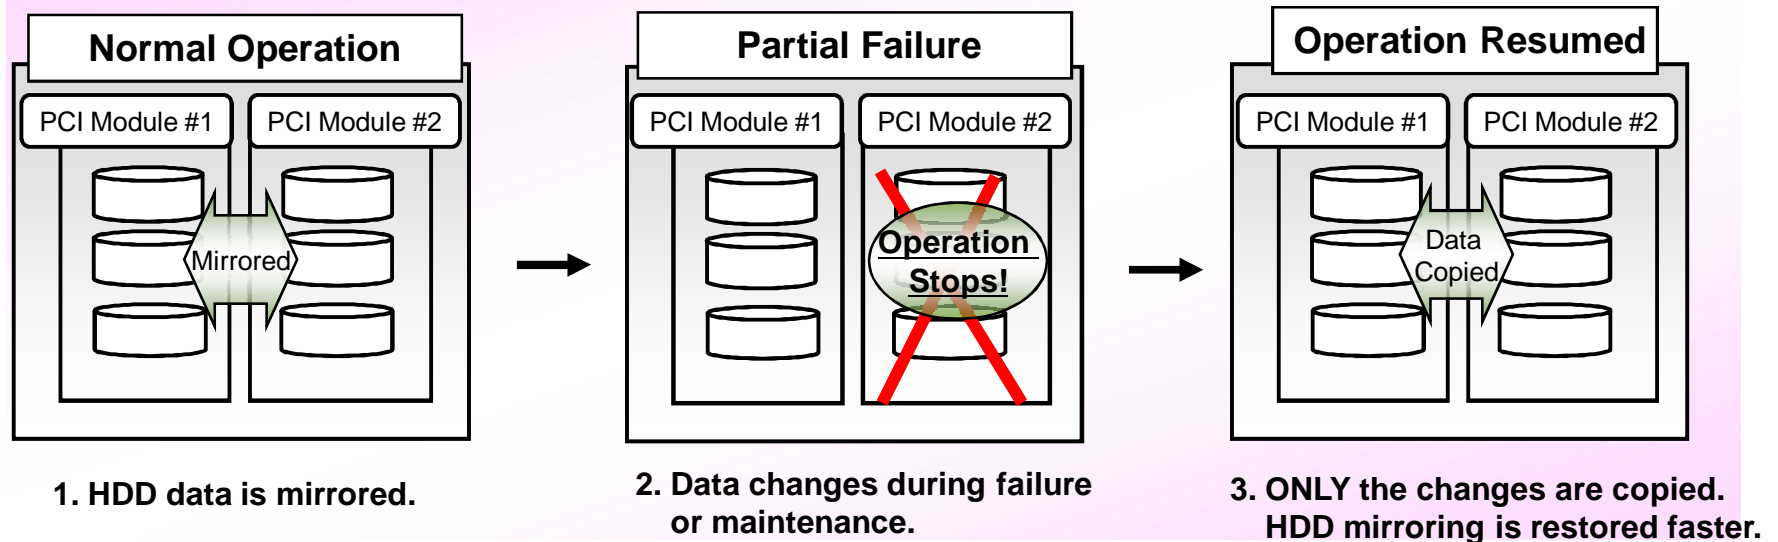 Normal Operation
PCI Module #1
PCI Module #2
Mirrored
1. HDD data is mirrored.
Partial Failure
PCI Module #1
PCI Module #2
Operation
Stops!
2. Data changes during failure
or maintenance.
Operation Resumed
PCI Module #1
PCI Module #2
Data
Copied
3. ONLY the changes are copied.
HDD mirroring is restored faster.